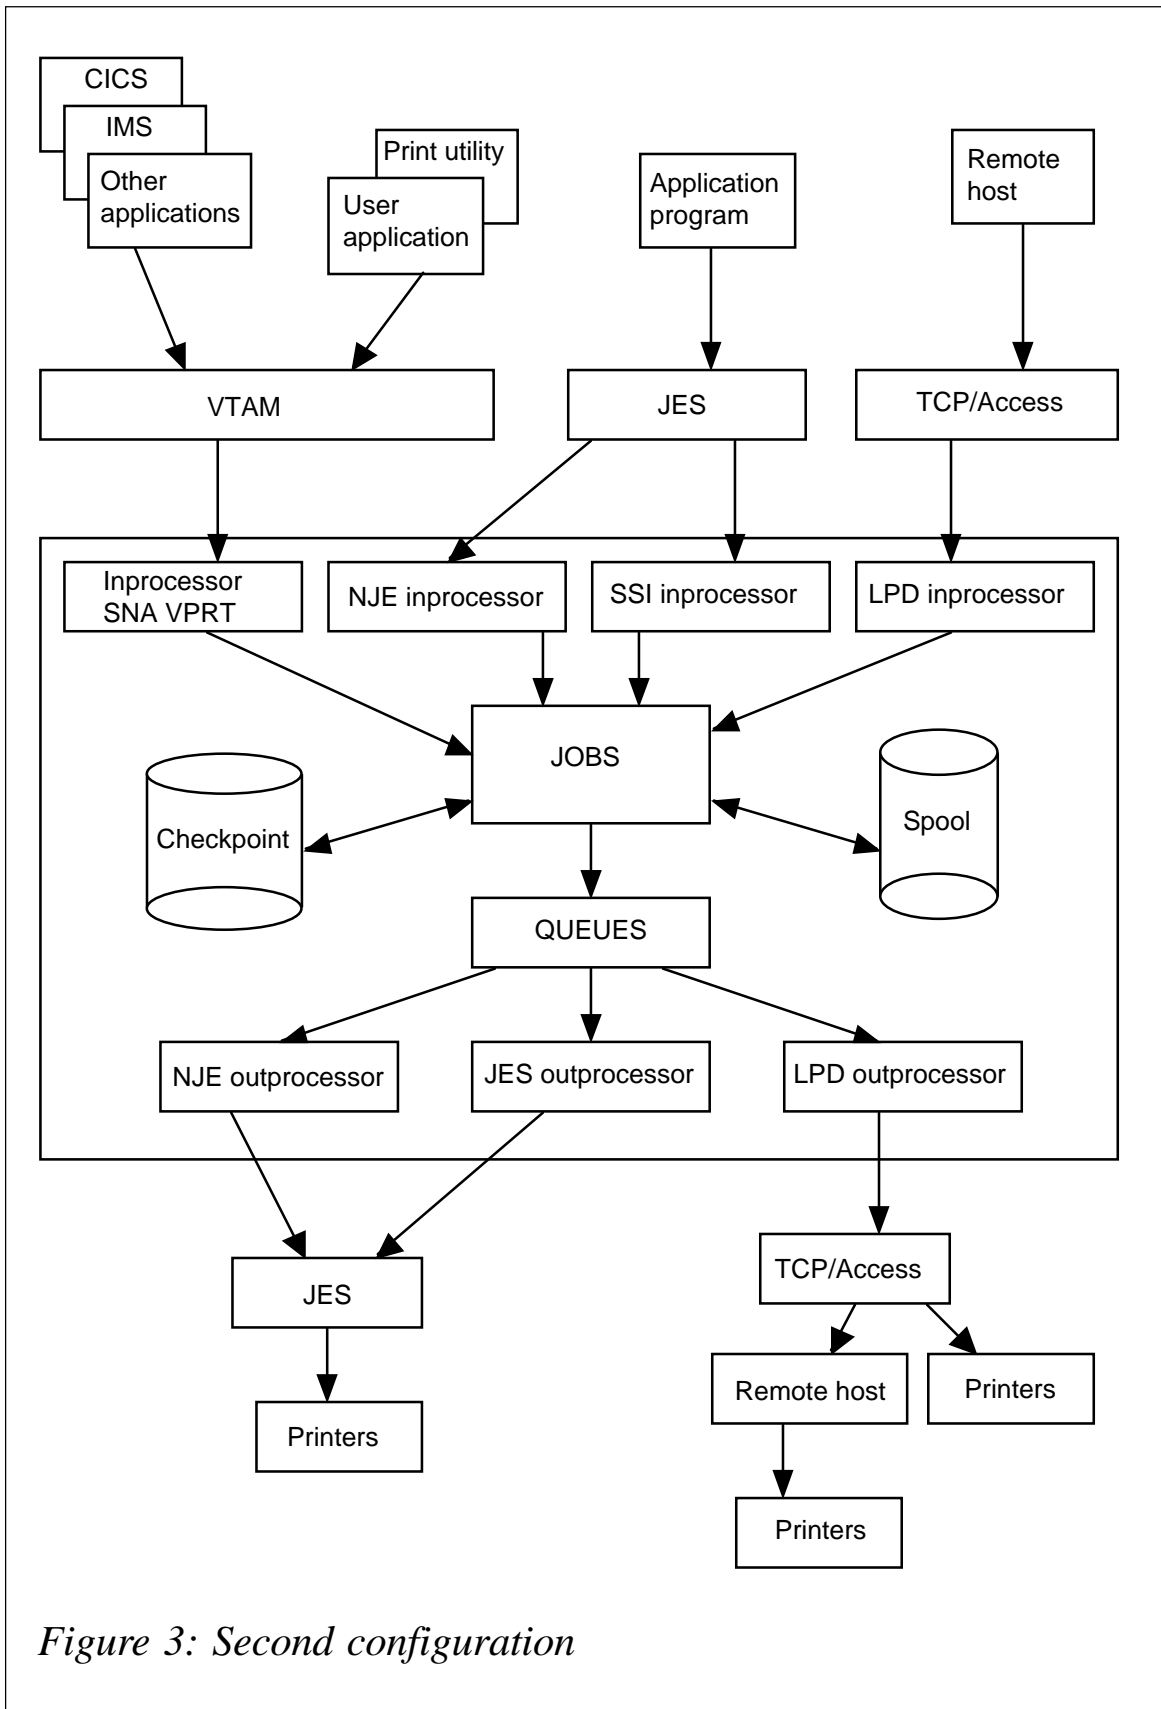 CICS
IMS
Other
applications
Print utility
User
application
Application
program
Remote
host
VTAM
JES
TCP/Access
Inprocessor
SNA VPRT
NJE inprocessor
SSI inprocessor
LPD inprocessor
JOBS
Checkpoint
Spool
QUEUES
NJE outprocessor
JES outprocessor
LPD outprocessor
JES
TCP/Access
Remote host
Printers
Printers
Printers
Figure 3: Second configuration